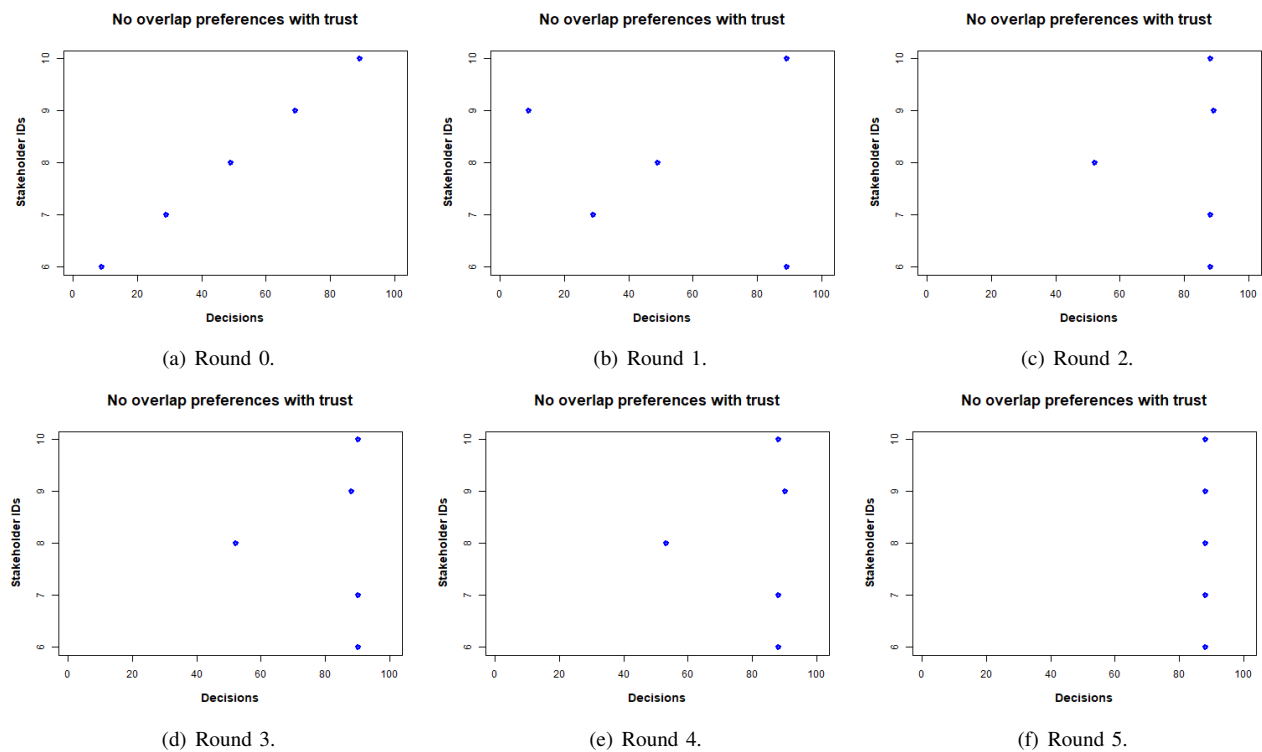 No overlap preferences with trust
No overlap preferences with trust
No overlap preferences with trust
Stakeholder IDs
10
9
8
7
6
0 20 40 60 80 100
Decisions
Stakeholder IDs
10
9
8
7
6
0 20 40 60 80 100
Decisions
Stakeholder IDs
10
9
8
7
6
0 20 40 60 80 100
Decisions
(a) Round 0.
(b) Round 1.
(c) Round 2.
No overlap preferences with trust
No overlap preferences with trust
No overlap preferences with trust
Stakeholder IDs
10
9
8
7
6
0 20 40 60 80 100
Decisions
Stakeholder IDs
10
9
8
7
6
0 20 40 60 80 100
Decisions
Stakeholder IDs
10
9
8
7
6
0 20 40 60 80 100
Decisions
(d) Round 3.
(e) Round 4.
(f) Round 5.